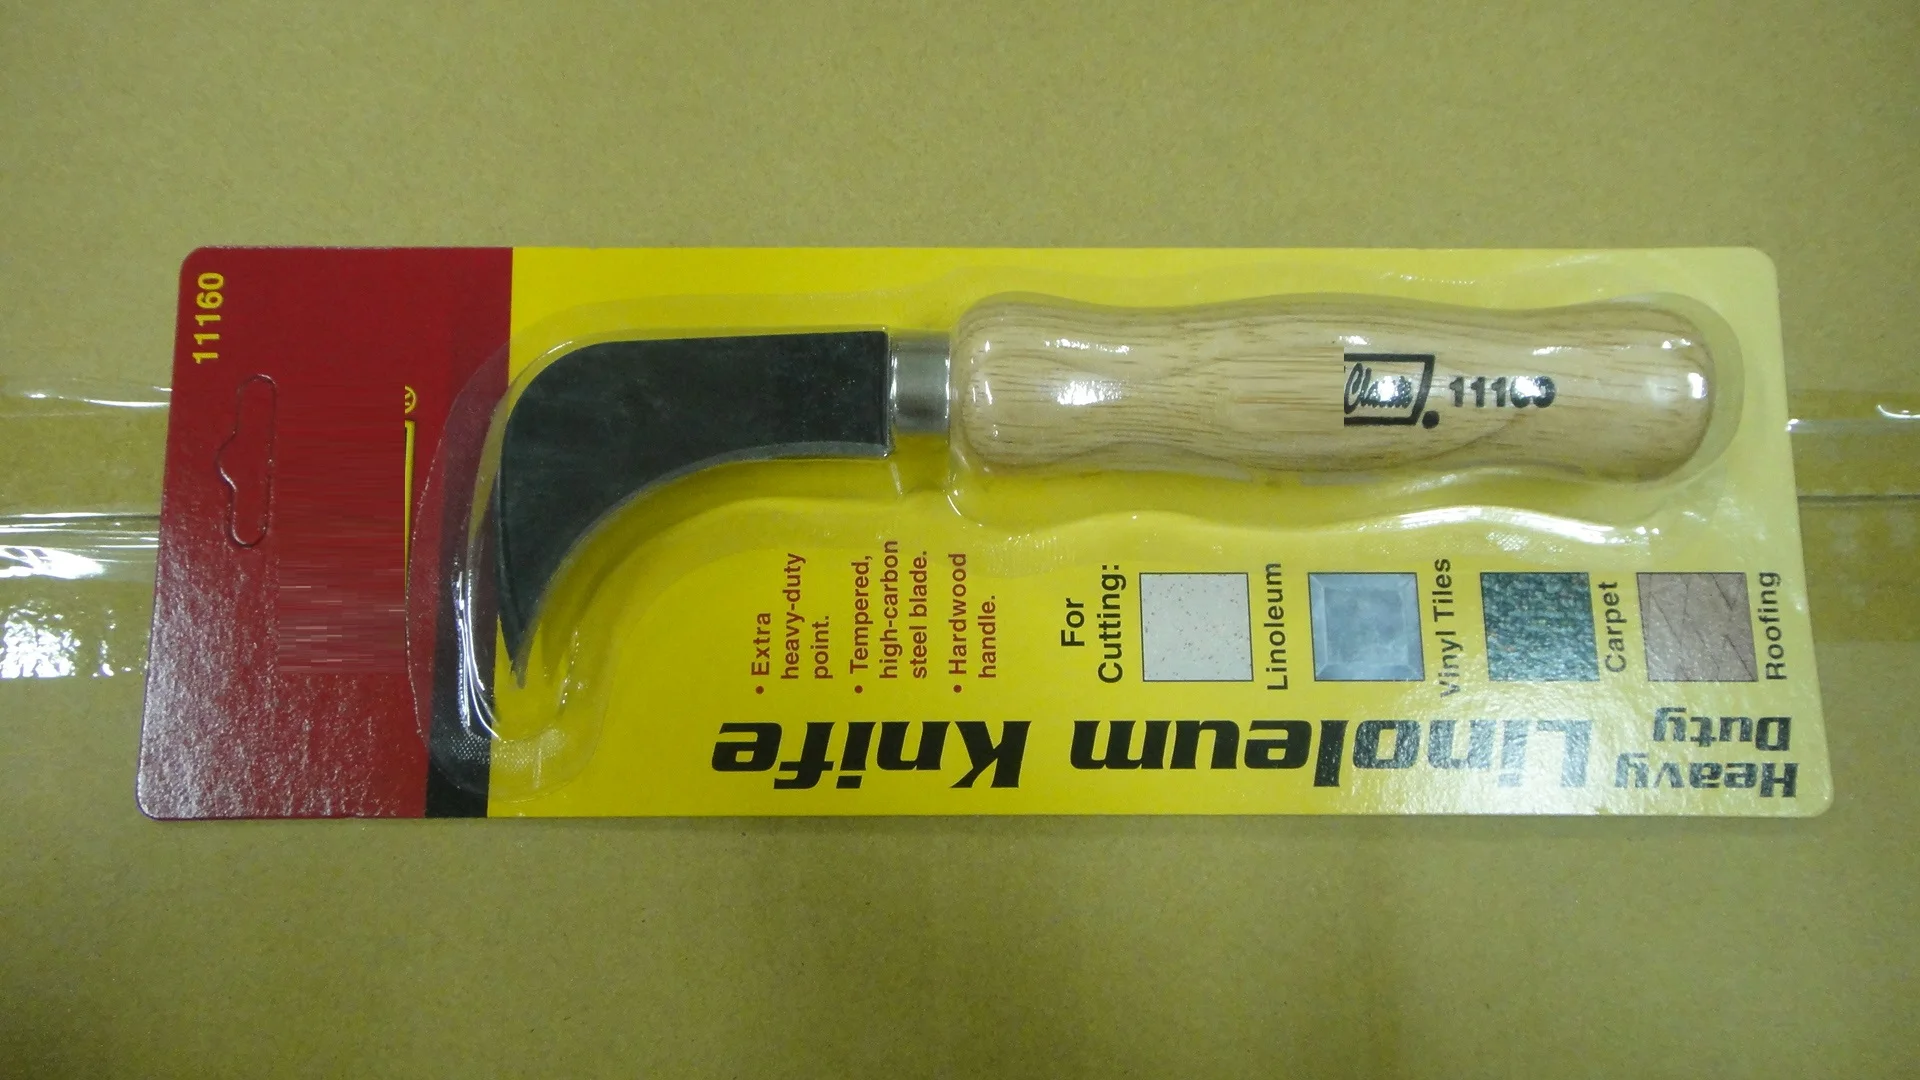 11160
®
Classic
11160
• Extra
heavy-duty
point.
• Tempered,
high-carbon
steel blade.
• Hardwood
handle.
For
Cutting:
Linoleum
Vinyl Tiles
Carpet
Roofing
Heavy
Duty
Linoleum Knife